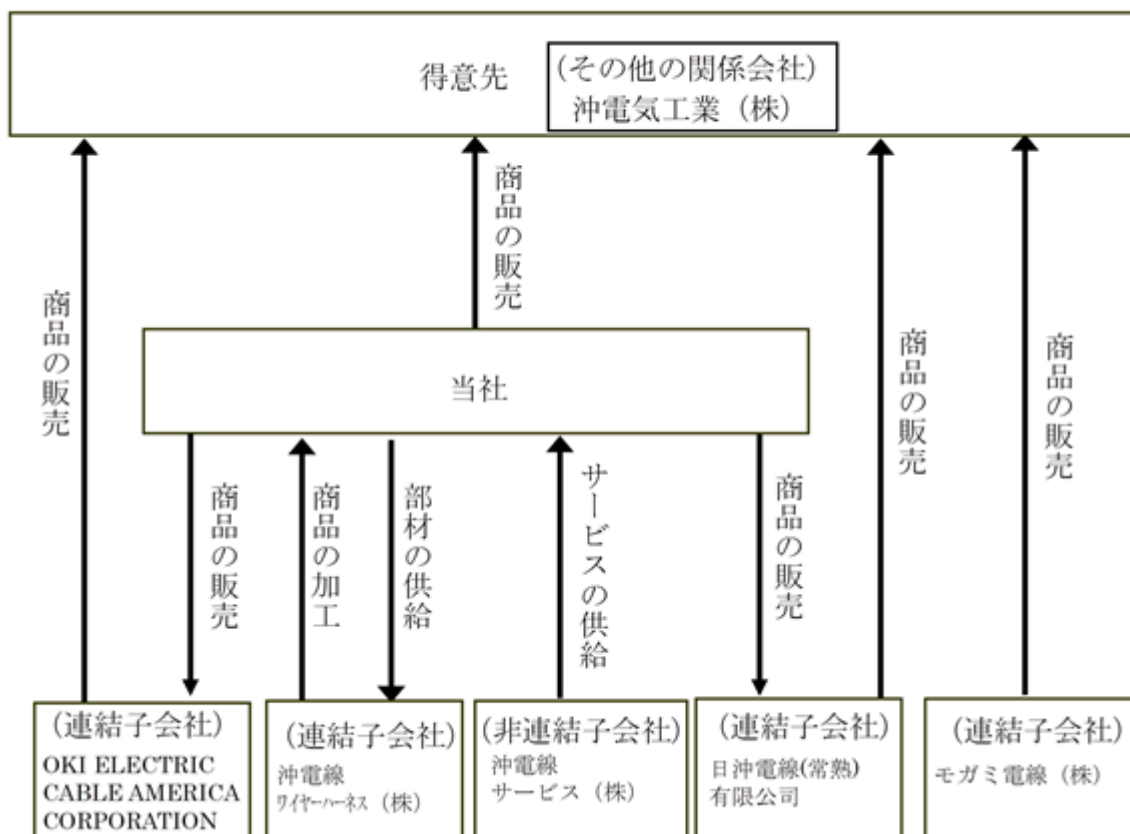 得意先
(その他の関係会社)
沖電気工業（株）
商品の販売
商品の販売
商品の販売
商品の販売
当社
商品の販売
商品の加工
部材の供給
サービスの供給
商品の販売
(連結子会社)
OKI ELECTRIC
CABLE AMERICA
CORPORATION
(連結子会社)
沖電線
ﾜｲﾔｰﾊｰﾈｽ（株）
(非連結子会社)
沖電線
サービス（株）
(連結子会社)
日沖電線(常熟)
有限公司
(連結子会社)
モガミ電線（株）